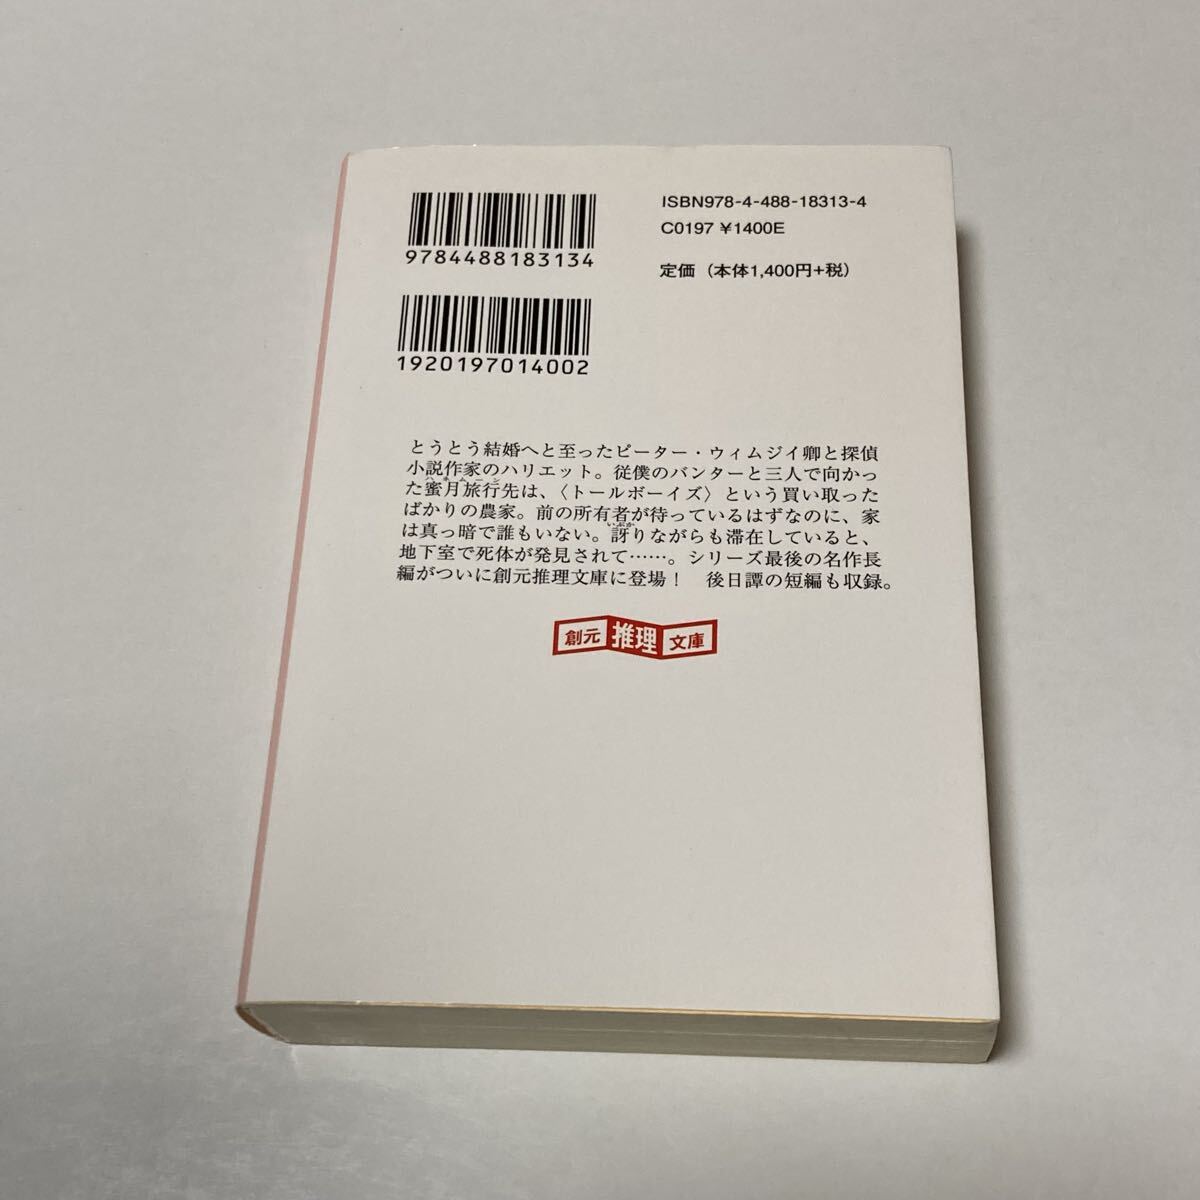 9784488183134
1920197014002
ISBN978-4-488-18313-4
C0197 ¥1400E
定価（本体1,400円+税）
とうとう結婚へと至ったピーター・ウィムジイ卿と探偵
小説作家のハリエット。従僕のバンターと三人で向かっ
ハネムーン
た蜜月旅行先は、〈トールボーイズ〉という買い取った
ばかりの農家。前の所有者が待っているはずなのに、家
いぶか
は真っ暗で誰もいない。訝りながらも滞在していると、
地下室で死体が発見されて……。シリーズ最後の名作長
編がついに創元推理文庫に登場！　後日譚の短編も収録。
創元 推理 文庫